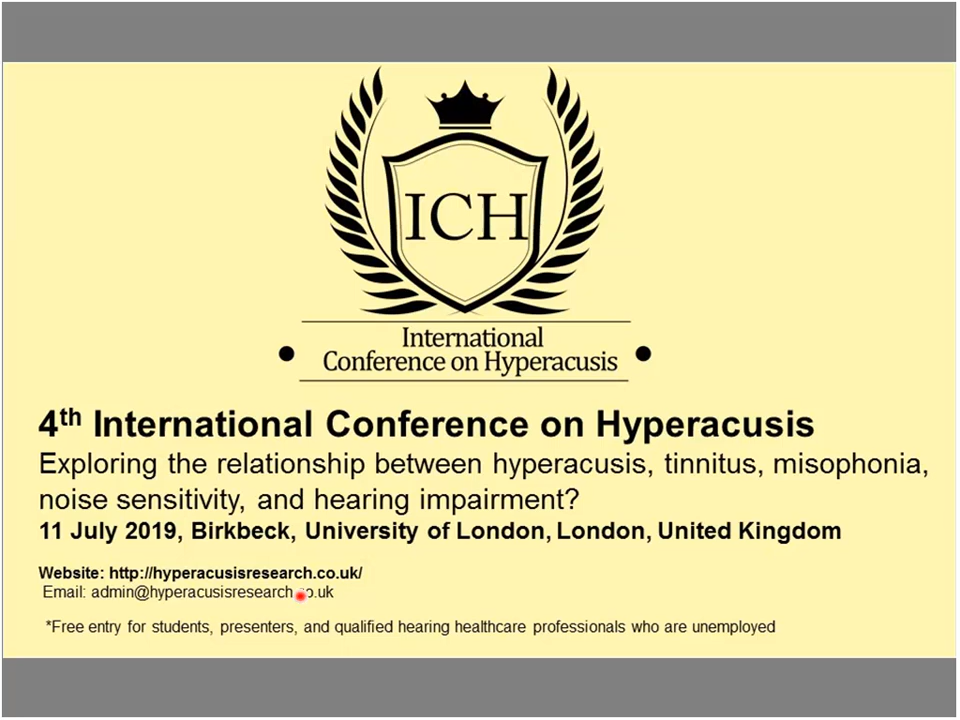 ICH
International
Conference on Hyperacusis
4th International Conference on Hyperacusis
Exploring the relationship between hyperacusis, tinnitus, misophonia,
noise sensitivity, and hearing impairment?
11 July 2019, Birkbeck, University of London, London, United Kingdom
Website: http://hyperacusisresearch.co.uk/
Email: admin@hyperacusisresearch.co.uk
*Free entry for students, presenters, and qualified hearing healthcare professionals who are unemployed